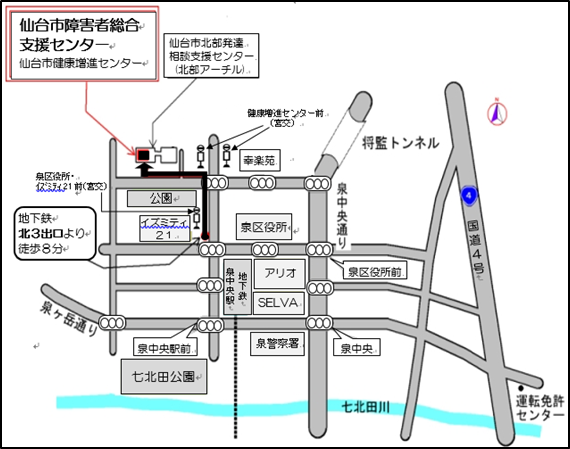 仙台市障害者総合
支援センター
仙台市健康増進センター
仙台市北部発達
相談支援センター
(北部アーチル)
健康増進センター前
(宮交)
将監トンネル
幸楽苑
泉区役所・
イズミティ21前(宮交)
公園
泉中央通り
4
国道4号
地下鉄
北3出口より
徒歩8分
イズミティ
21
泉区役所
泉区役所前
泉中央駅
地下鉄
アリオ
SELVA
泉ヶ岳通り
泉中央駅前
泉警察署
泉中央
七北田公園
七北田川
運転免許
センター